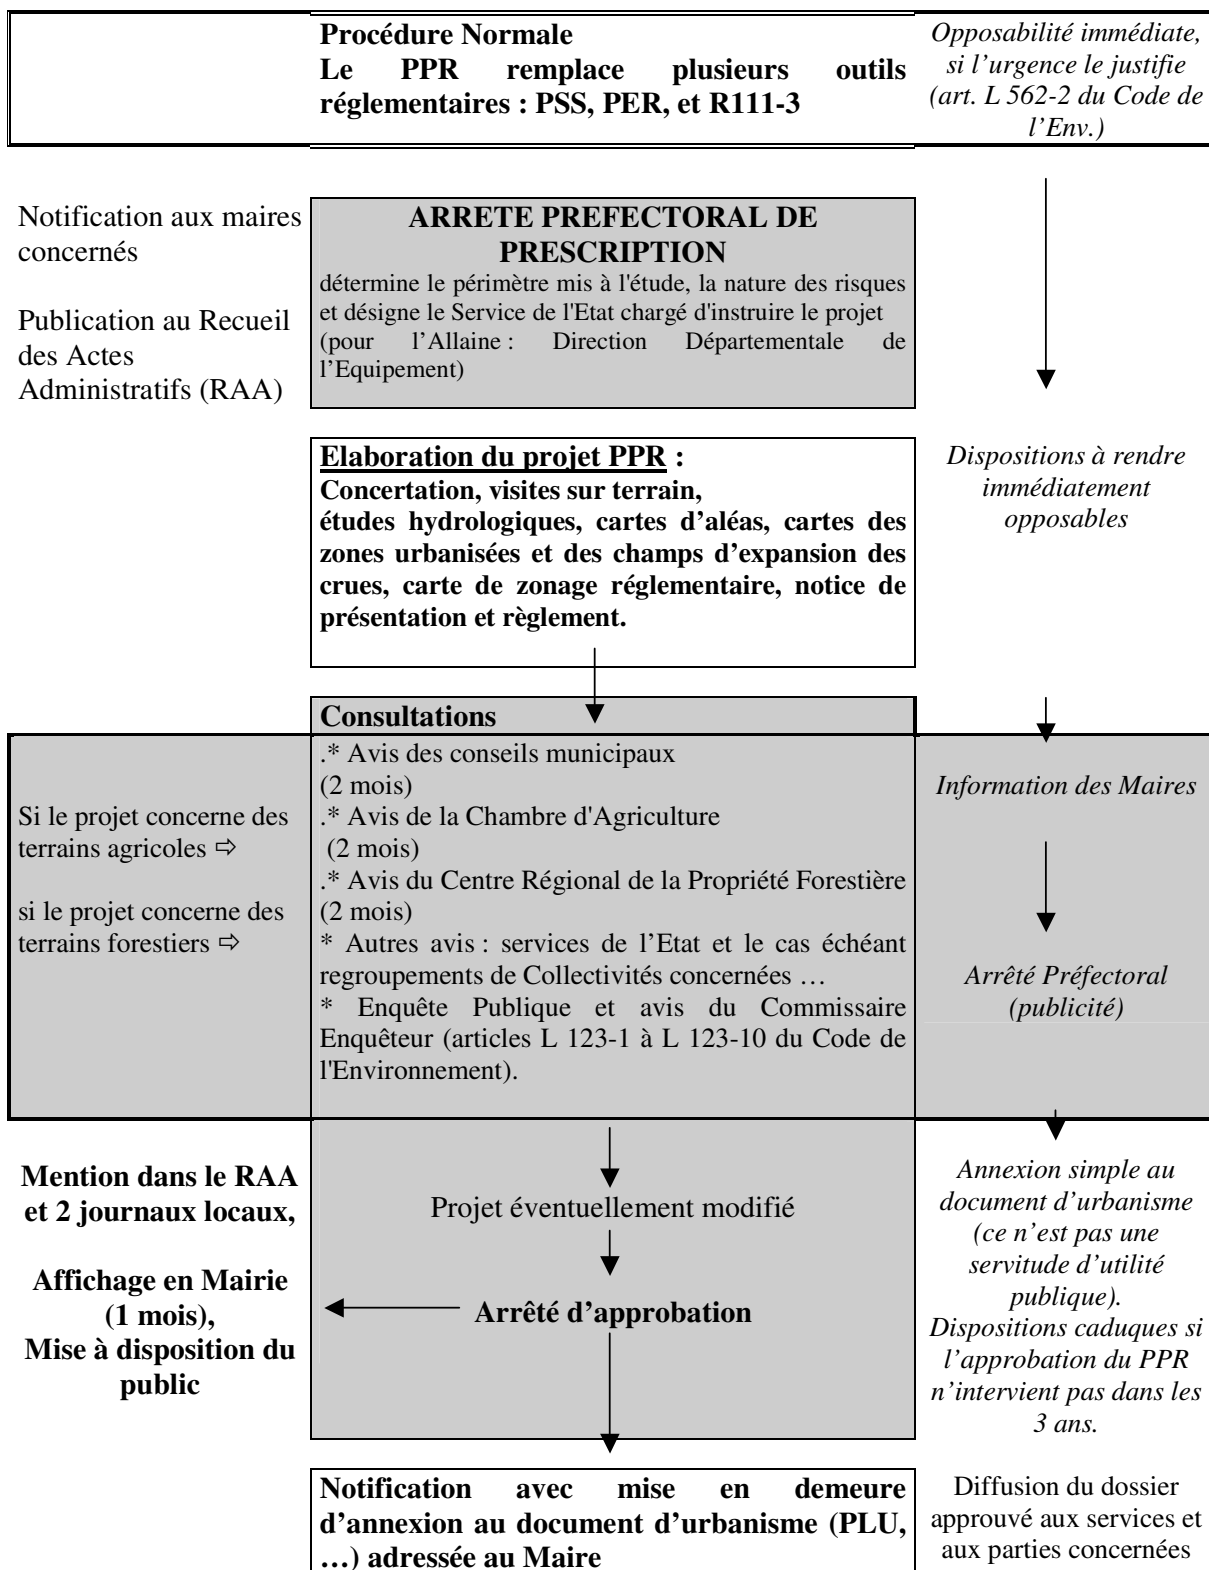 Procédure Normale
Le PPR remplace plusieurs outils
réglementaires : PSS, PER, et R111-3
Opposabilité immédiate,
si l'urgence le justifie
(art. L 562-2 du Code de
l'Env.)
Notification aux maires
concernés
Publication au Recueil
des Actes
Administratifs (RAA)
ARRETE PREFECTORAL DE
PRESCRIPTION
détermine le périmètre mis à l'étude, la nature des risques
et désigne le Service de l'Etat chargé d'instruire le projet
(pour l'Allaine : Direction Départementale de
l'Equipement)
Elaboration du projet PPR :
Concertation, visites sur terrain,
études hydrologiques, cartes d'aléas, cartes des
zones urbanisées et des champs d'expansion des
crues, carte de zonage réglementaire, notice de
présentation et règlement.
Dispositions à rendre
immédiatement
opposables
Consultations
Si le projet concerne des
terrains agricoles ⇨
si le projet concerne des
terrains forestiers ⇨
.* Avis des conseils municipaux
(2 mois)
.* Avis de la Chambre d'Agriculture
(2 mois)
.* Avis du Centre Régional de la Propriété Forestière
(2 mois)
* Autres avis : services de l'Etat et le cas échéant
regroupements de Collectivités concernées …
* Enquête Publique et avis du Commissaire
Enquêteur (articles L 123-1 à L 123-10 du Code de
l'Environnement).
Information des Maires
Arrêté Préfectoral
(publicité)
Mention dans le RAA
et 2 journaux locaux,
Affichage en Mairie
(1 mois),
Mise à disposition du
public
Projet éventuellement modifié
Arrêté d'approbation
Annexion simple au
document d'urbanisme
(ce n'est pas une
servitude d'utilité
publique).
Dispositions caduques si
l'approbation du PPR
n'intervient pas dans les
3 ans.
Notification avec mise en demeure
d'annexion au document d'urbanisme (PLU,
…) adressée au Maire
Diffusion du dossier
approuvé aux services et
aux parties concernées